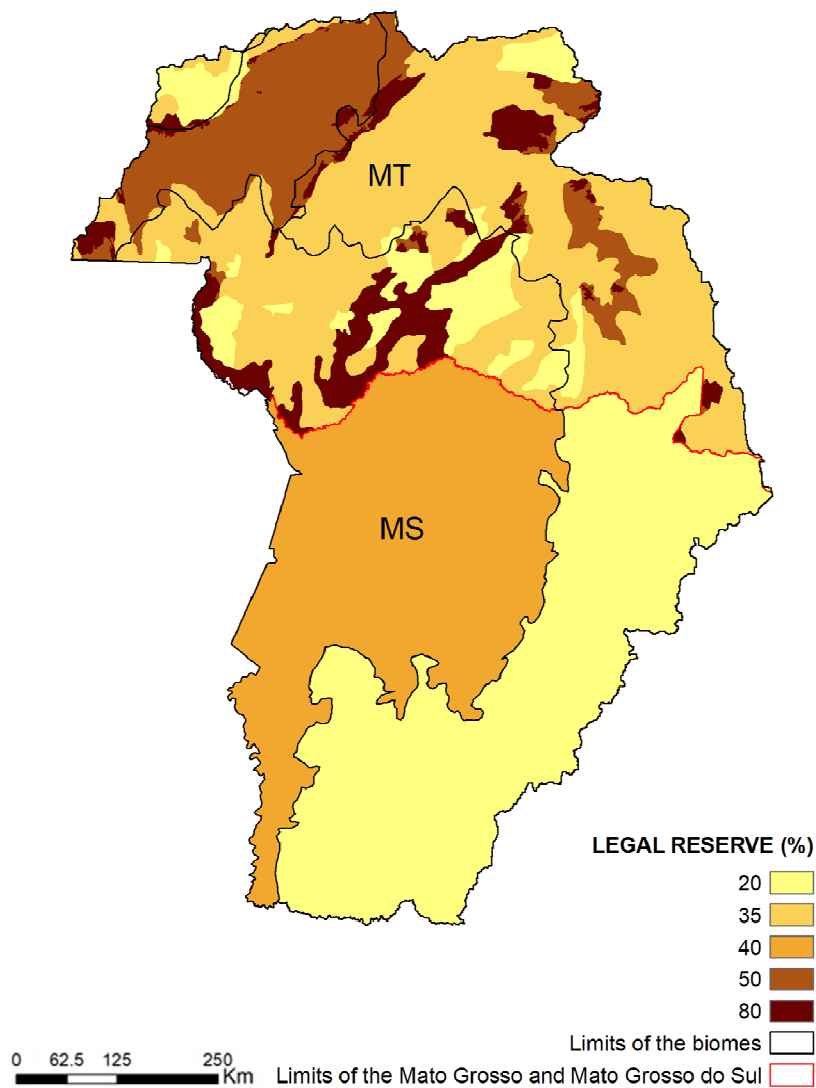 MT
MS
LEGAL RESERVE (%)
20
35
40
50
80
Limits of the biomes
Limits of the Mato Grosso and Mato Grosso do Sul
0 62.5 125 250
Km